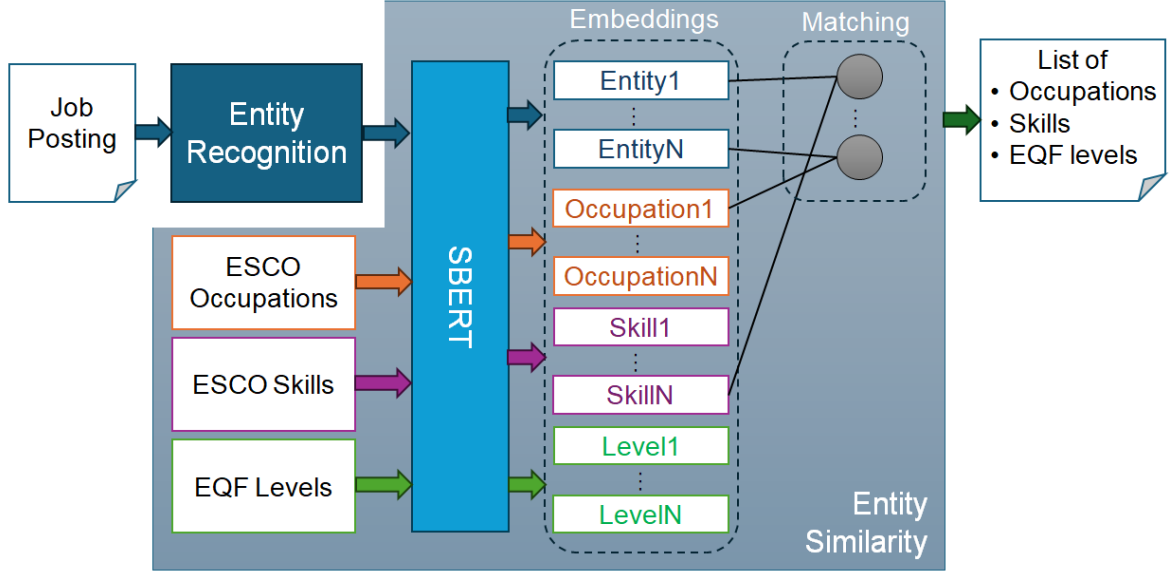 Embeddings
Matching
Job
Posting
Entity
Recognition
SBERT
Entity1
EntityN
Occupation1
OccupationN
Skill1
SkillN
Level1
LevelN
List of
• Occupations
• Skills
• EQF levels
ESCO
Occupations
ESCO Skills
EQF Levels
Entity
Similarity